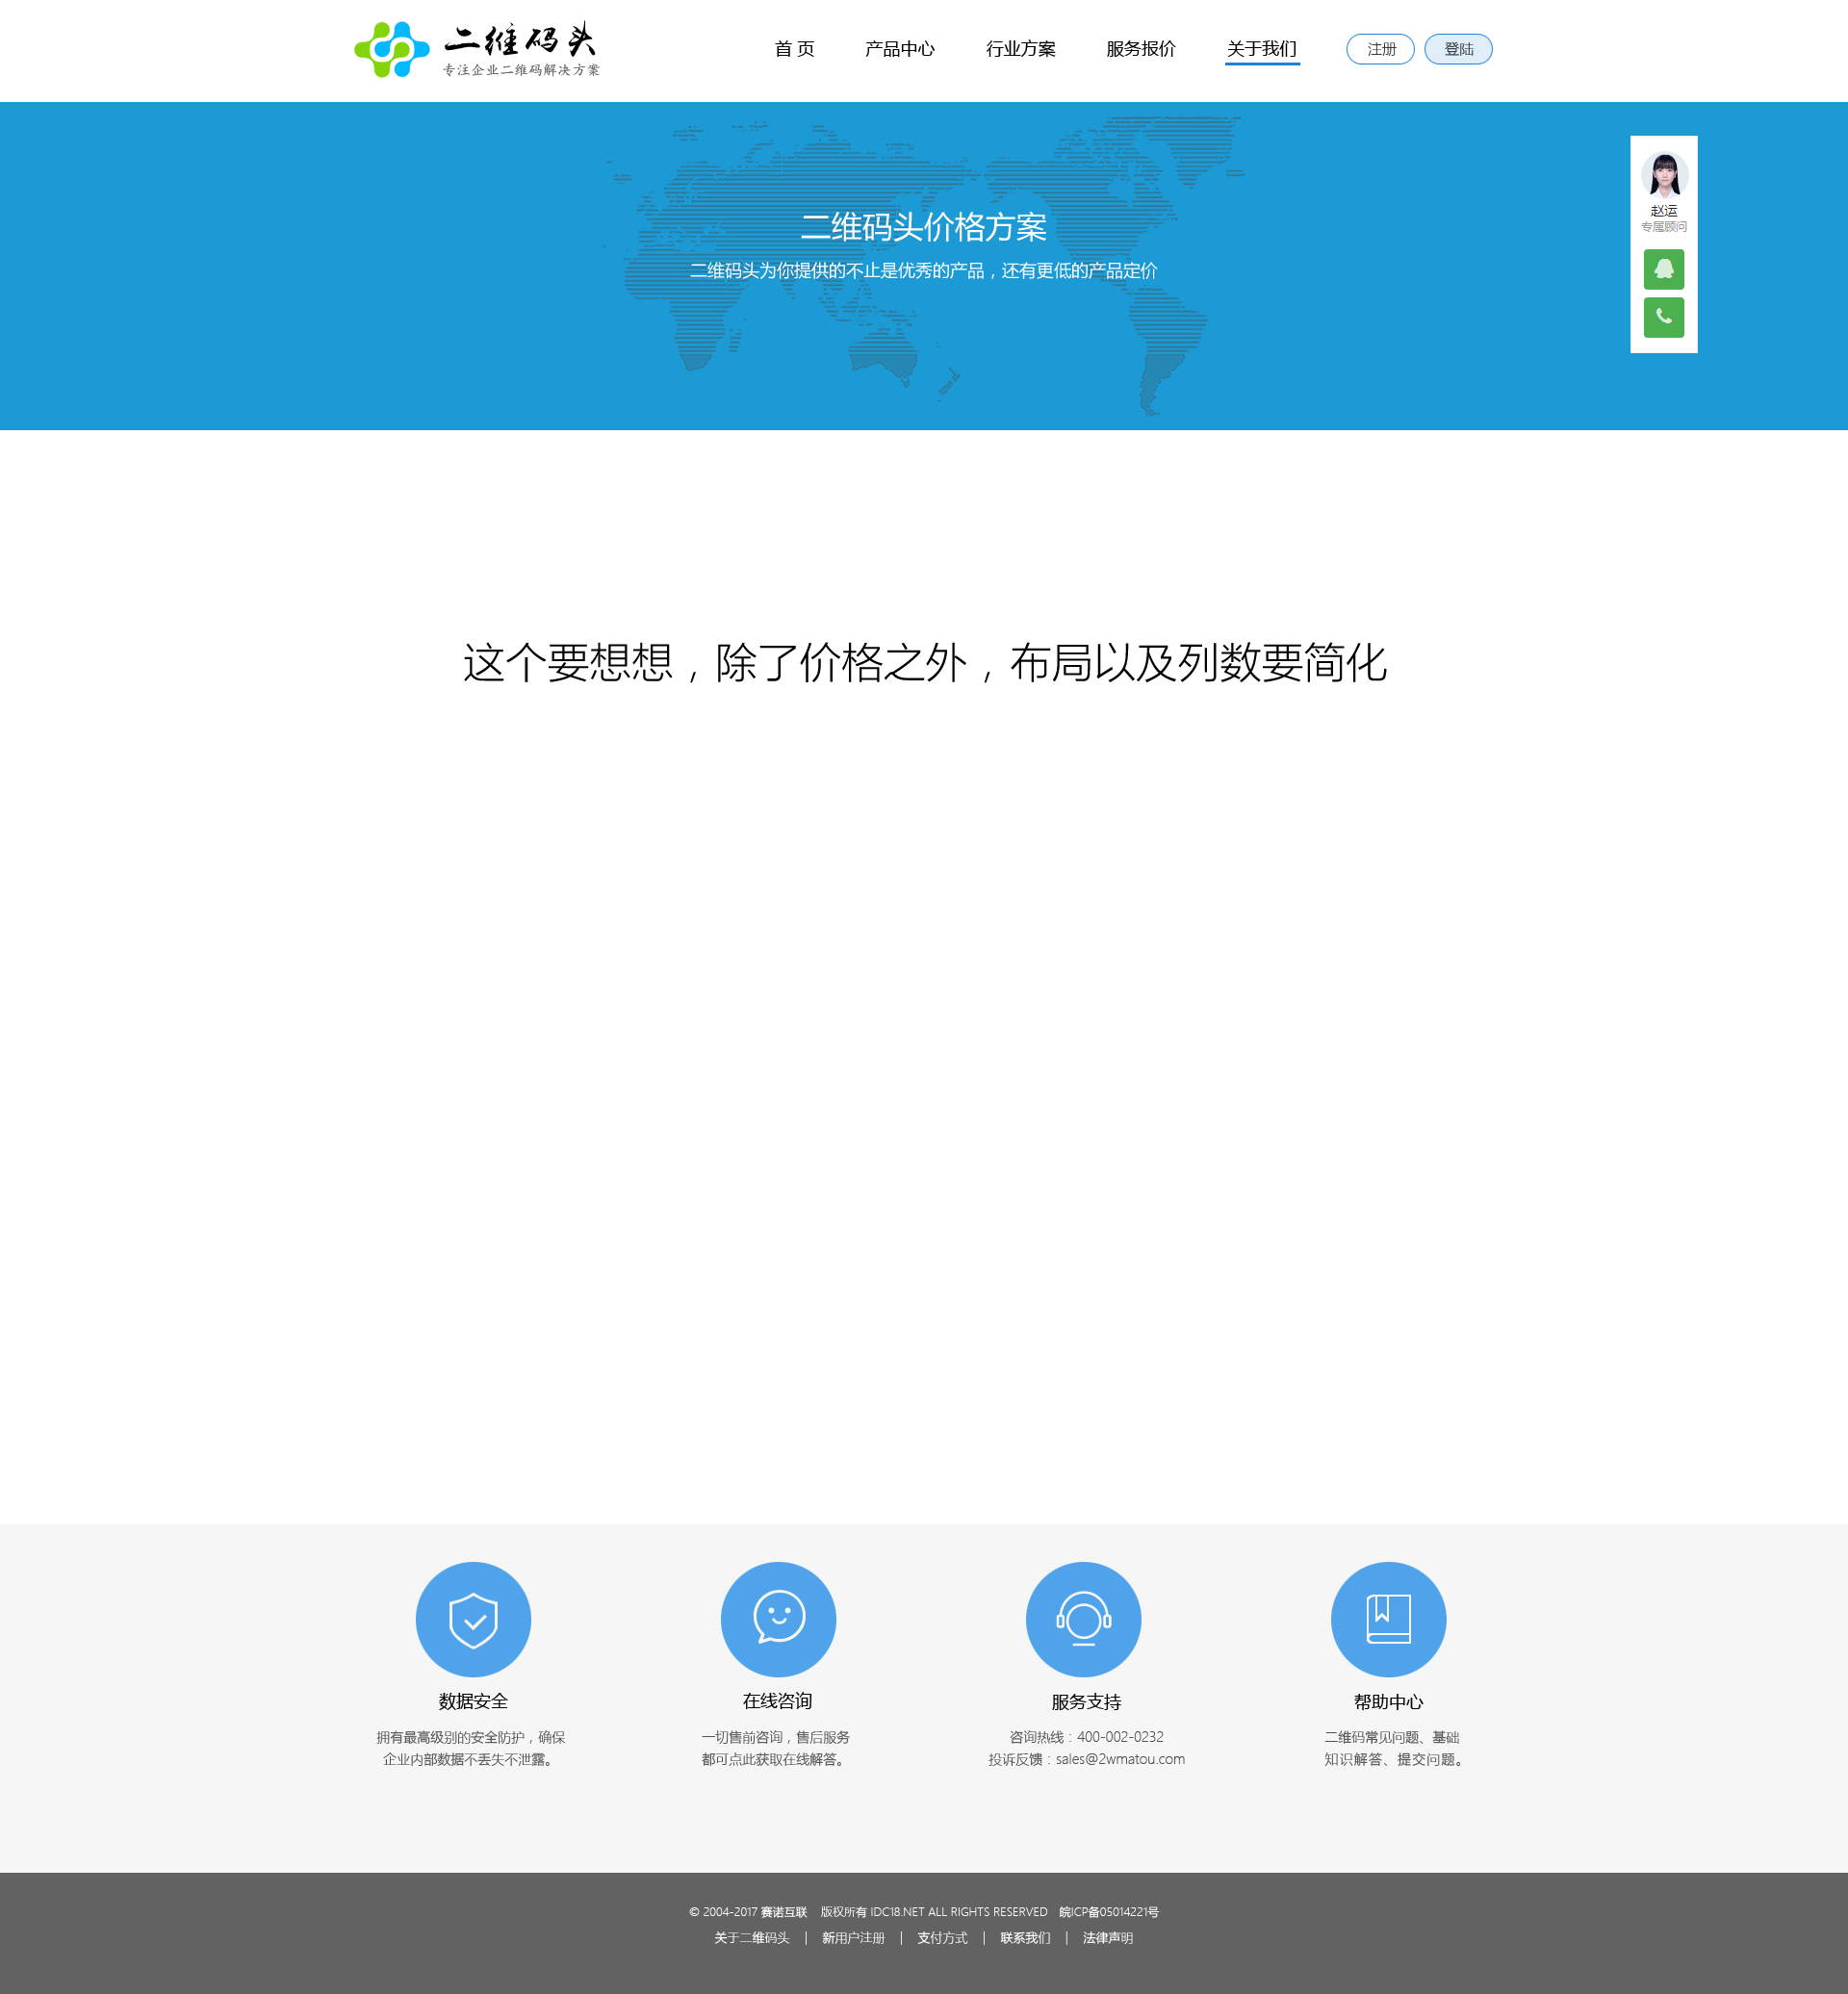 二维码头
专注企业二维码解决方案
首 页 产品中心 行业方案 服务报价 关于我们 注册 登陆
二维码头价格方案
二维码头为你提供的不止是优秀的产品，还有更低的产品定价
赵运
专属顾问
这个要想想，除了价格之外，布局以及列数要简化
数据安全
拥有最高级别的安全防护，确保
企业内部数据不丢失不泄露。
在线咨询
一切售前咨询，售后服务
都可点此获取在线解答。
服务支持
咨询热线：400-002-0232
投诉反馈：sales@2wmatou.com
帮助中心
二维码常见问题、基础
知识解答、提交问题。
© 2004-2017 赛诺互联 版权所有 IDC18.NET ALL RIGHTS RESERVED 皖ICP备05014221号
关于二维码头 | 新用户注册 | 支付方式 | 联系我们 | 法律声明